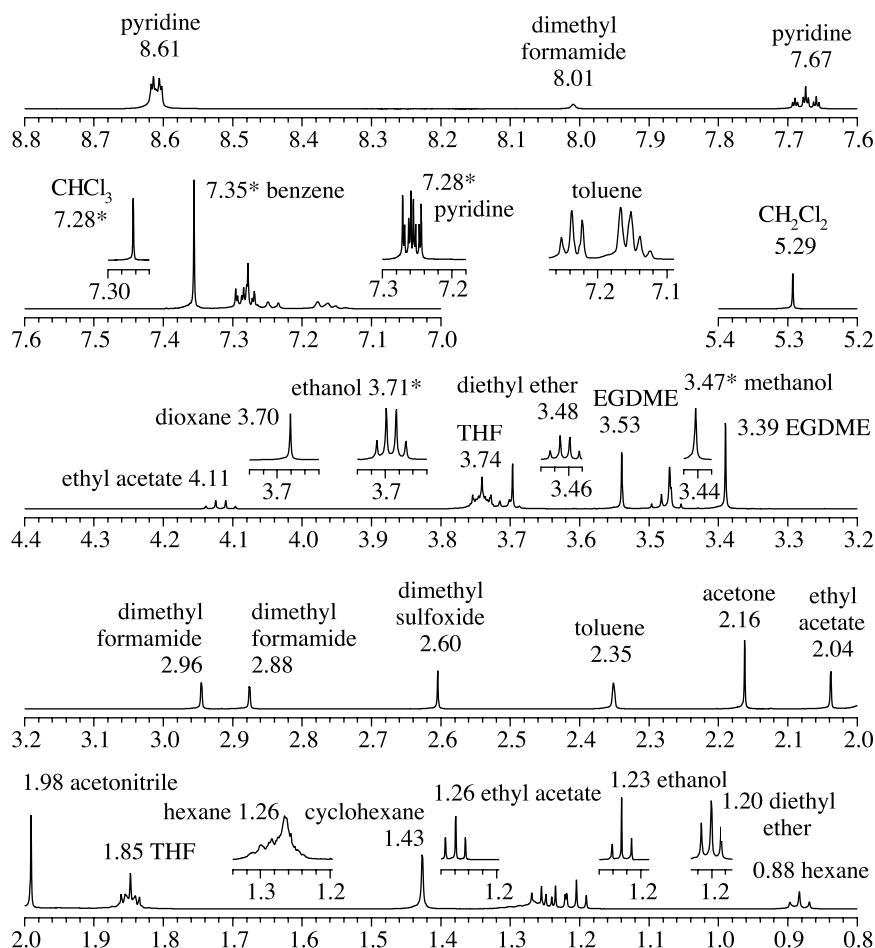 pyridine
8.61
dimethyl
formamide
8.01
pyridine
7.67
8.8 8.6 8.5 8.4 8.3 8.2 8.1 8.0 7.9 7.8 7.7 7.6
CHCl3
7.28*
7.35* benzene
7.28*
pyridine
toluene
CH2Cl2
5.29
7.30
7.3 7.2
7.2 7.1
7.6 7.5 7.4 7.3 7.2 7.1 7.0
5.4 5.3 5.2
ethanol 3.71*
dioxane 3.70
diethyl ether
3.48
EGDME
3.53
3.47* methanol
THF
3.74
3.39 EGDME
ethyl acetate 4.11
3.7
3.7
3.46
3.44
4.4 4.3 4.2 4.1 4.0 3.9 3.8 3.7 3.6 3.5 3.4 3.3 3.2
dimethyl
formamide
2.96
dimethyl
formamide
2.88
dimethyl
sulfoxide
2.60
toluene
2.35
acetone
2.16
ethyl
acetate
2.04
3.2 3.1 3.0 2.9 2.8 2.7 2.6 2.5 2.4 2.3 2.2 2.1 2.0
1.98 acetonitrile
1.85 THF
hexane 1.26
cyclohexane
1.43
1.26 ethyl acetate
1.23 ethanol
1.20 diethyl
ether
0.88 hexane
1.3 1.2
1.2
1.2
1.2
2.0 1.9 1.8 1.7 1.6 1.5 1.4 1.3 1.2 1.1 1.0 0.9 0.8